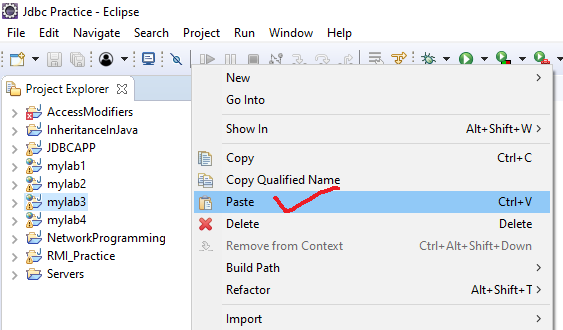 Jdbc Practice - Eclipse
File Edit Navigate Search Project Run Window Help
Project Explorer
AccessModifiers
InheritanceInJava
JDBCAPP
mylab1
mylab2
mylab3
mylab4
NetworkProgramming
RMI_Practice
Servers
New
Go Into
Show In Alt+Shift+W
Copy Ctrl+C
Copy Qualified Name
Paste Ctrl+V
Delete Delete
Remove from Context Ctrl+Alt+Shift+Down
Build Path
Refactor Alt+Shift+T
Import